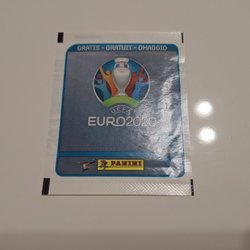 GRATIS - GRATUIT - OMAGGIO
UEFA
EURO2020
PANINI